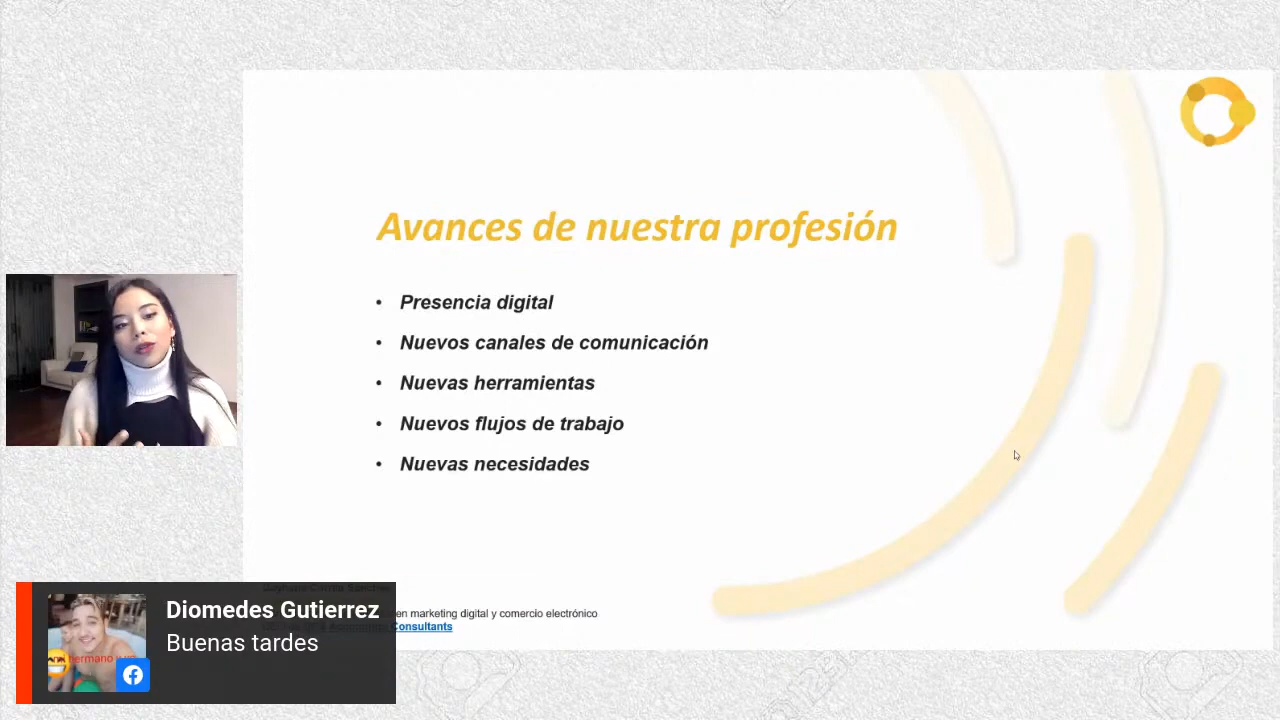 Avances de nuestra profesión
• Presencia digital
• Nuevos canales de comunicación
• Nuevas herramientas
• Nuevos flujos de trabajo
• Nuevas necesidades
en marketing digital y comercio electrónico
Consultants
Diomedes Gutierrez
Buenas tardes
hermano